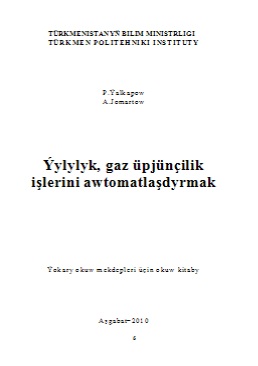 TÜRKMENISTANYŇ BILIM MINISTRLIGI
TÜRKMEN POLITEHNIKI INSTITUTY
P.Ýalkapow
A.Jomartow
Ýylylyk, gaz üpjünçilik
işlerini awtomatlaşdyrmak
Ýokary okuw mekdepleri üçin okuw kitaby
Aşgabat–2010
6